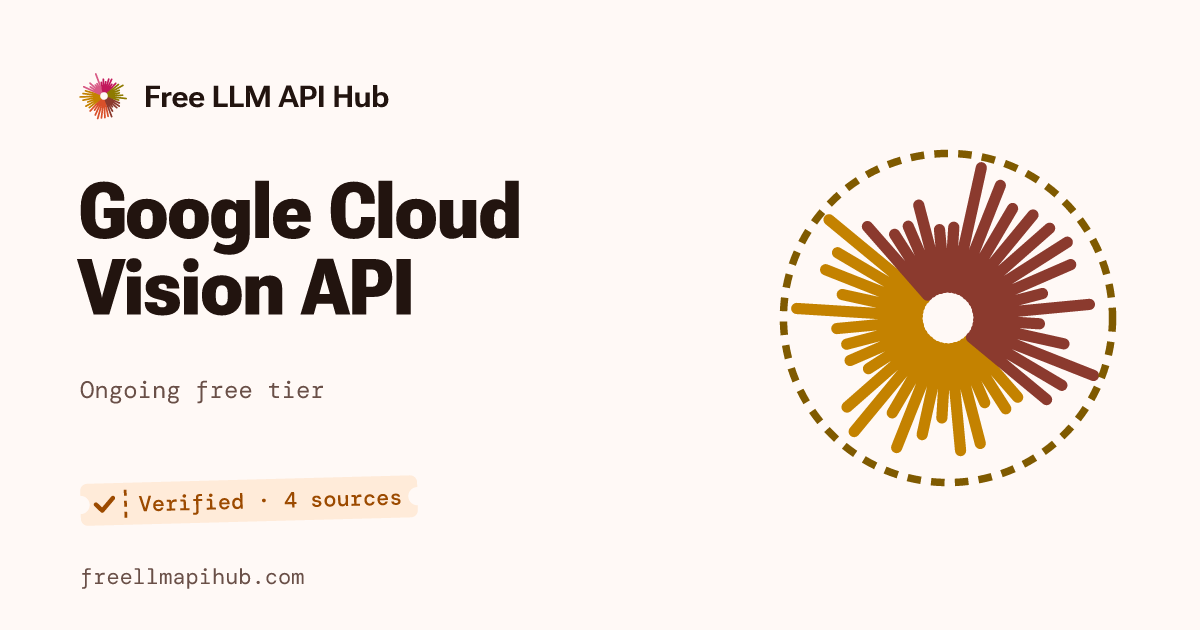 Free LLM API Hub
Google Cloud
Vision API
Ongoing free tier
Verified · 4 sources
freellmapihub.com